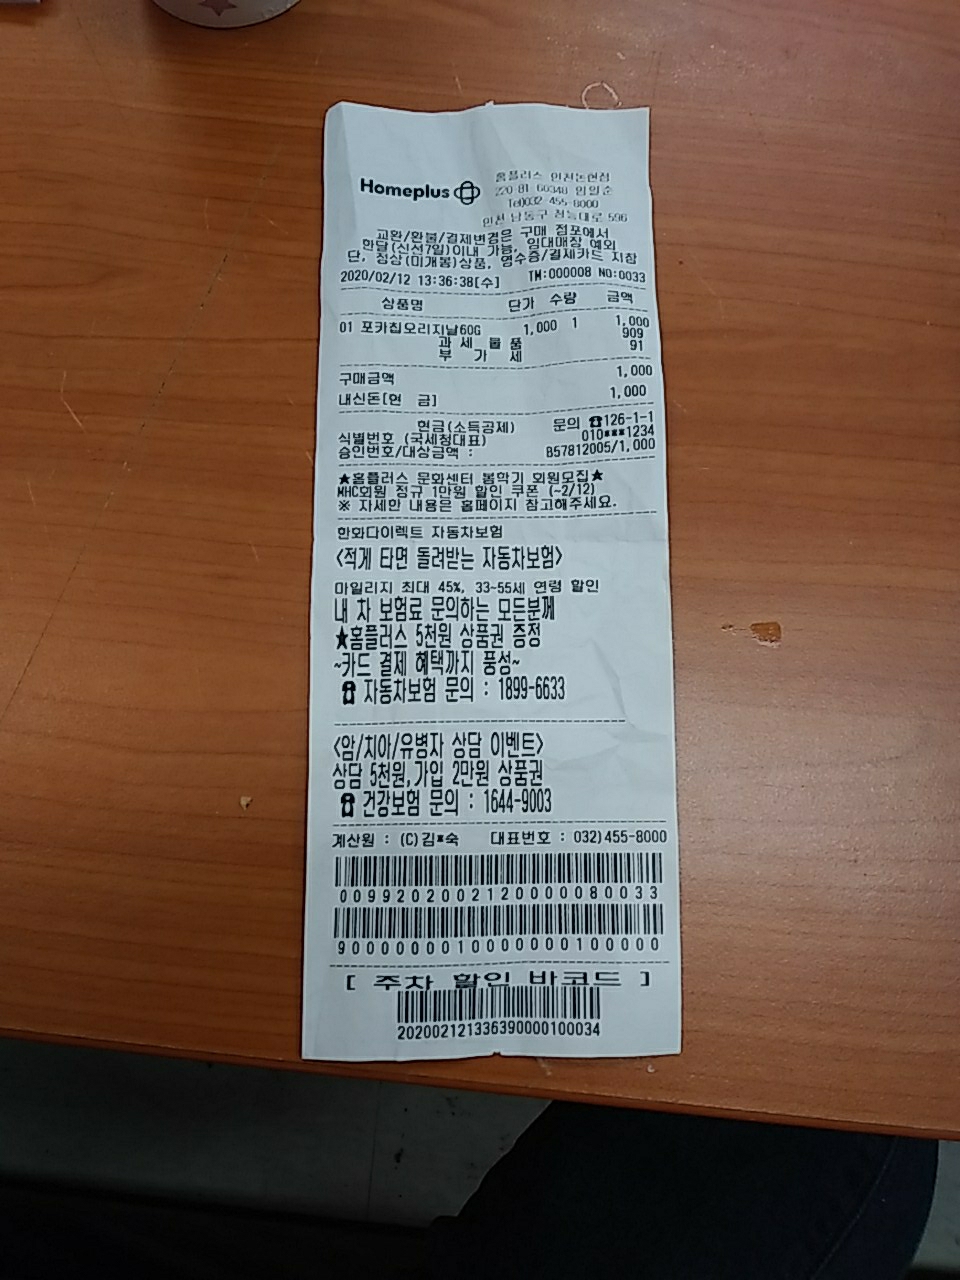 Homeplus
홈플러스 인천논현점
220-81-60348 임일순
Tel)032-455-8000
인천 남동구 청능대로 596
교환/환불/결제변경은 구매 점포에서
한달(신선7일)이내 가능, 임대매장 예외
단, 정상(미개봉)상품, 영수증/결제카드 지참
2020/02/12 13:36:38[수] TM:000008 NO:0033
상품명 단가 수량 금액
01 포카칩오리지날60G 1,000 1 1,000
과 세 물 품 909
부 가 세 91
구매금액 1,000
내신돈[현 금] 1,000
현금(소득공제) 문의 ☎126-1-1
식별번호 (국세청대표) 010***1234
승인번호/대상금액 : B57812005/1,000
★홈플러스 문화센터 봄학기 회원모집★
MHC회원 정규 1만원 할인 쿠폰 (~2/12)
※ 자세한 내용은 홈페이지 참고해주세요.
한화다이렉트 자동차보험
<적게 타면 돌려받는 자동차보험>
마일리지 최대 45%, 33~55세 연령 할인
내 차 보험료 문의하는 모든분께
★홈플러스 5천원 상품권 증정
~카드 결제 혜택까지 풍성~
☎ 자동차보험 문의 : 1899-6633
<암/치아/유병자 상담 이벤트>
상담 5천원,가입 2만원 상품권
☎ 건강보험 문의 : 1644-9003
계산원 : (C)김*숙 대표번호 : 032)455-8000
00992020021200000080033
90000000010000000100000
[ 주차 할인 바코드 ]
202002121336390000100034